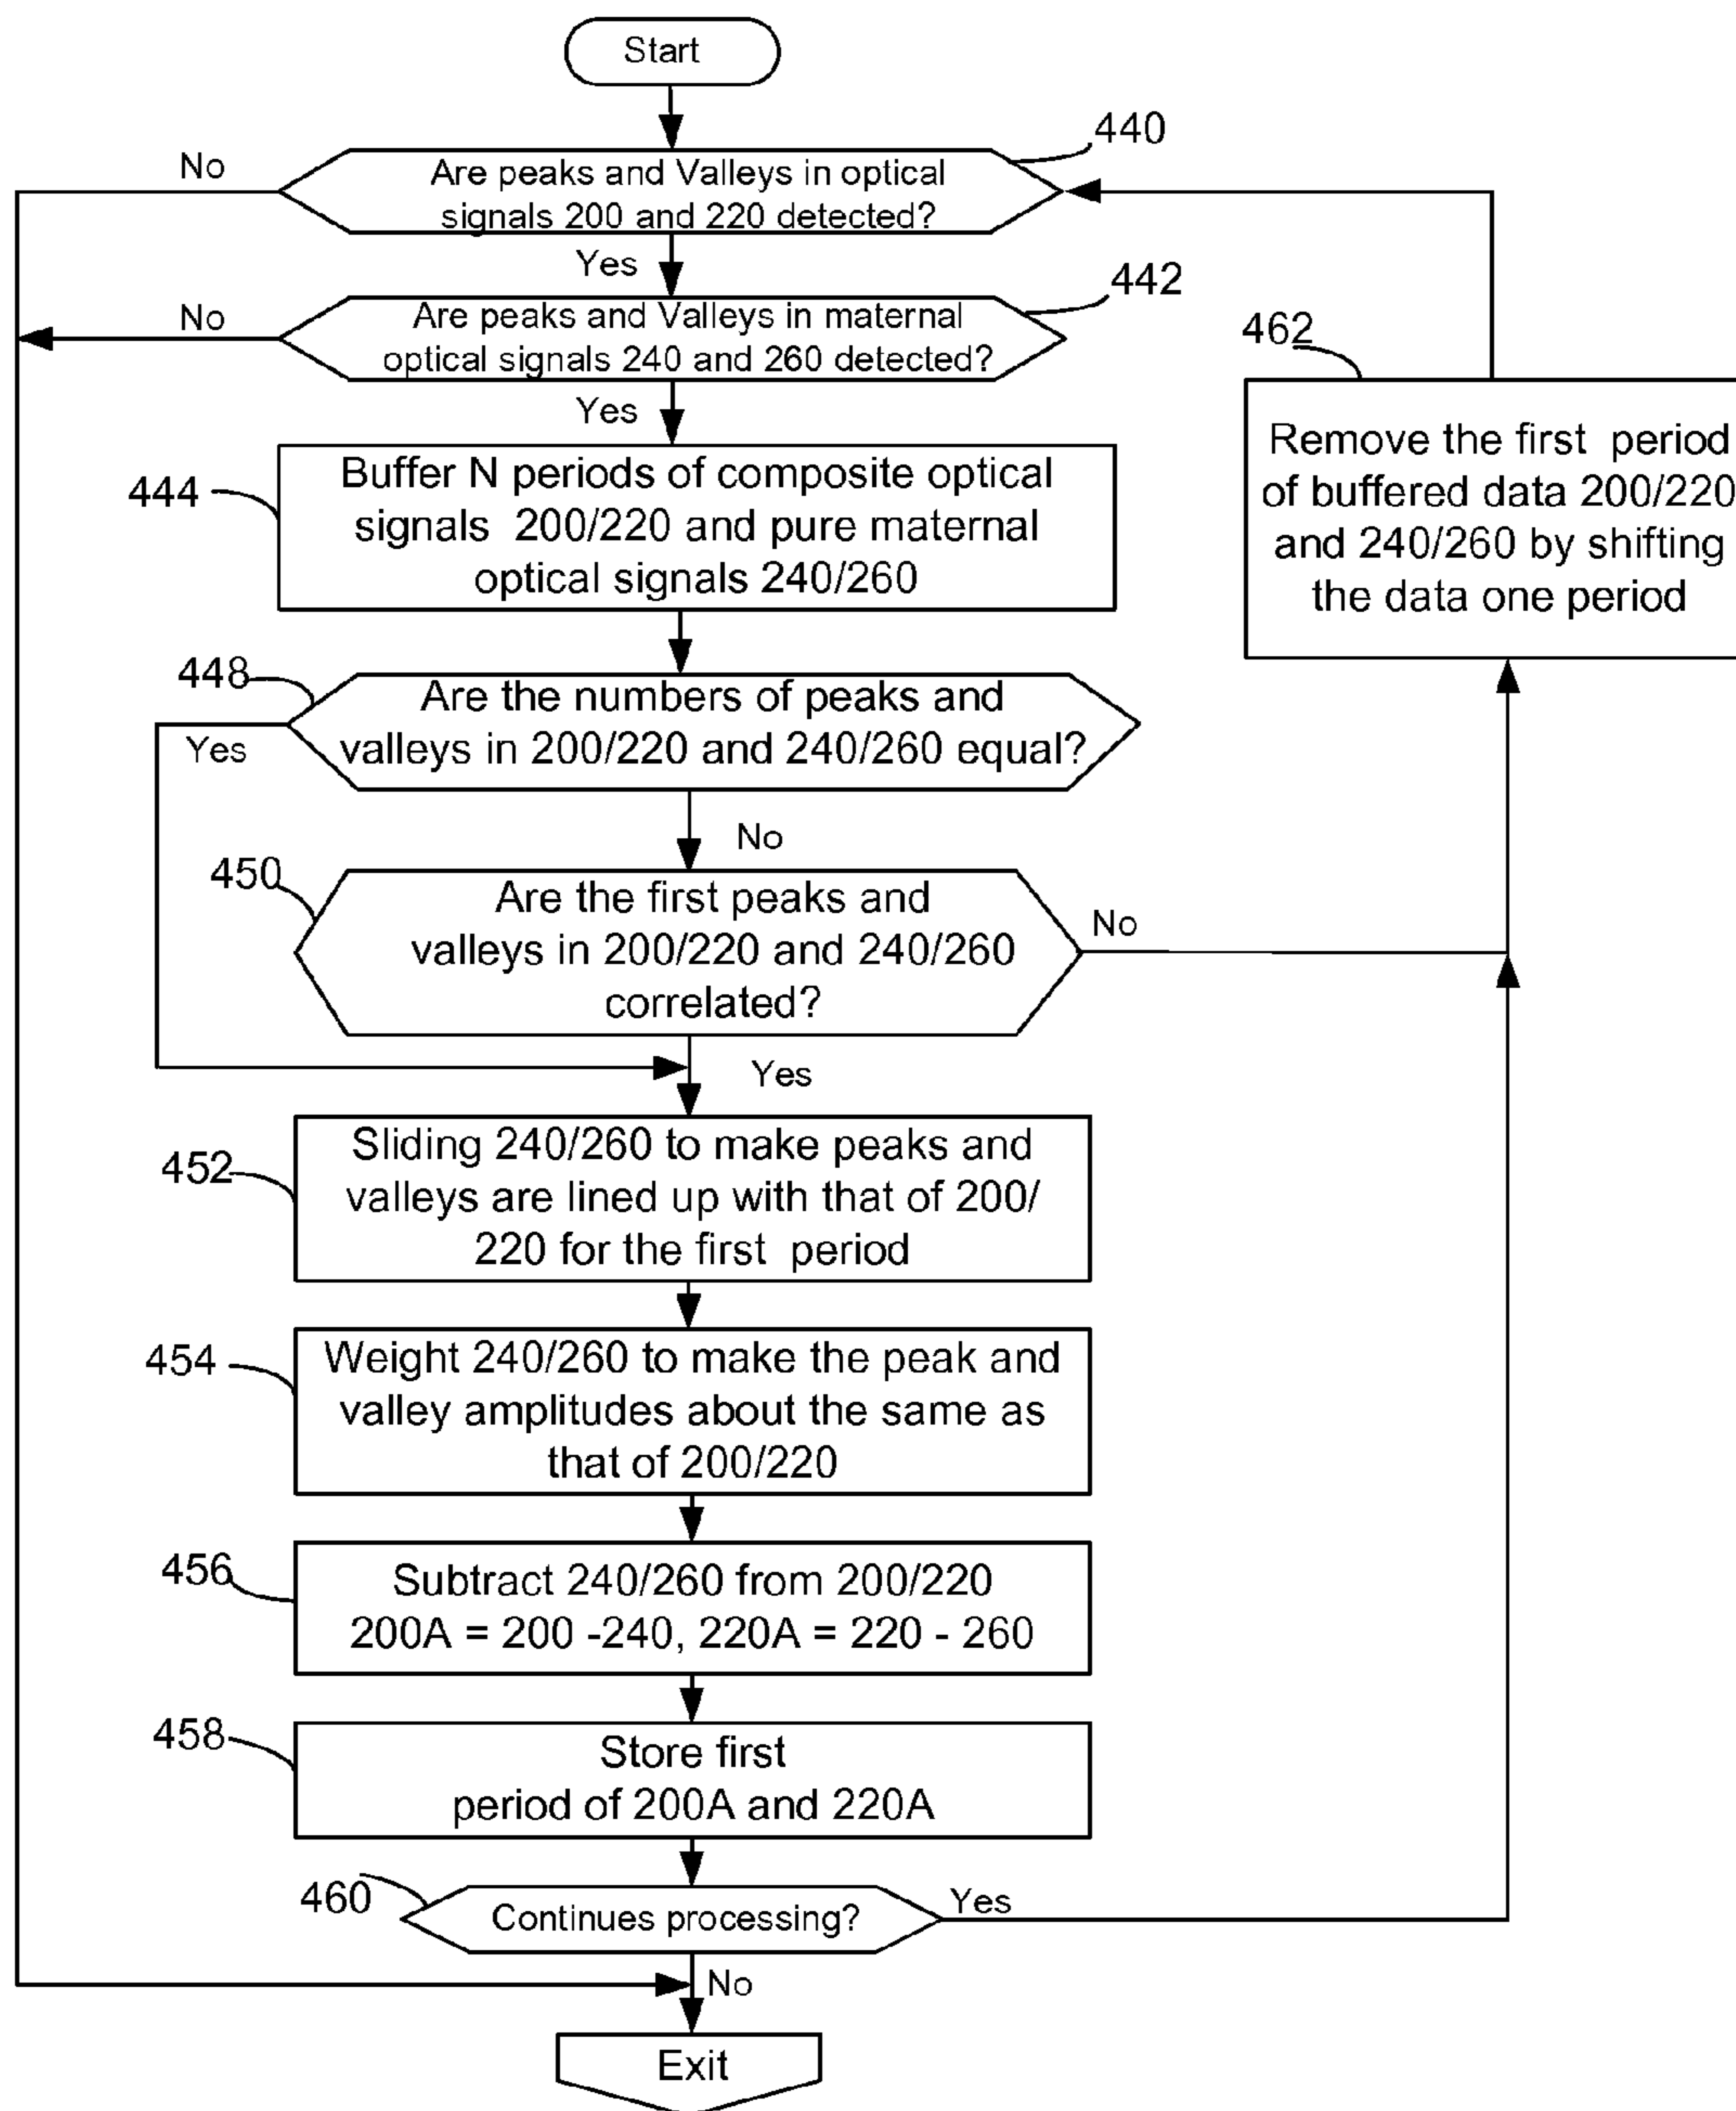 Start
440
No
Are peaks and Valleys in optical
signals 200 and 220 detected?
Yes
442
No
Are peaks and Valleys in maternal
optical signals 240 and 260 detected?
Yes
462
Remove the first period
of buffered data 200/220
and 240/260 by shifting
the data one period
444
Buffer N periods of composite optical
signals 200/220 and pure maternal
optical signals 240/260
448
Are the numbers of peaks and
valleys in 200/220 and 240/260 equal?
Yes
No
450
Are the first peaks and
valleys in 200/220 and 240/260
correlated?
No
Yes
452
Sliding 240/260 to make peaks and
valleys are lined up with that of 200/
220 for the first period
454
Weight 240/260 to make the peak and
valley amplitudes about the same as
that of 200/220
456
Subtract 240/260 from 200/220
200A = 200 -240, 220A = 220 - 260
458
Store first
period of 200A and 220A
460
Continues processing?
Yes
No
Exit